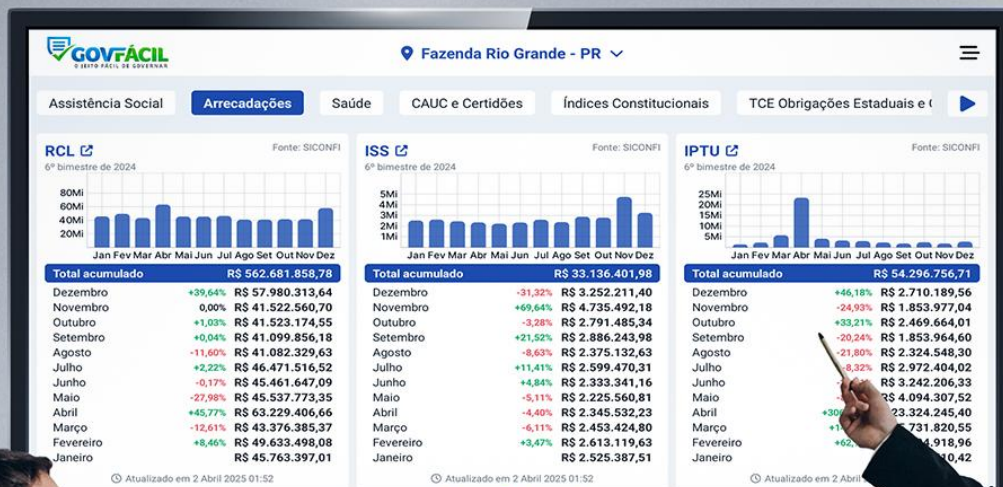 GOVFÁCIL
O JEITO FÁCIL DE GOVERNAR
Fazenda Rio Grande - PR
Assistência Social
Arrecadações
Saúde
CAUC e Certidões
Índices Constitucionais
TCE Obrigações Estaduais e
RCL
Fonte: SICONFI
6º bimestre de 2024
80Mi
60Mi
40Mi
20Mi
Jan Fev Mar Abr Mai Jun Jul Ago Set Out Nov Dez
Total acumulado R$ 562.681.858,78
Dezembro +39,64% R$ 57.980.313,64
Novembro 0,00% R$ 41.522.560,70
Outubro +1,03% R$ 41.523.174,55
Setembro +0,04% R$ 41.099.856,18
Agosto -11,60% R$ 41.082.329,63
Julho +2,22% R$ 46.471.516,52
Junho -0,17% R$ 45.461.647,09
Maio -27,98% R$ 45.537.773,35
Abril +45,77% R$ 63.229.406,66
Março -12,61% R$ 43.376.385,37
Fevereiro +8,46% R$ 49.633.498,08
Janeiro R$ 45.763.397,01
Atualizado em 2 Abril 2025 01:52
ISS
Fonte: SICONFI
6º bimestre de 2024
5Mi
4Mi
3Mi
2Mi
1Mi
Jan Fev Mar Abr Mai Jun Jul Ago Set Out Nov Dez
Total acumulado R$ 33.136.401,98
Dezembro -31,32% R$ 3.252.211,40
Novembro +69,64% R$ 4.735.492,18
Outubro -3,28% R$ 2.791.485,34
Setembro +21,52% R$ 2.886.243,98
Agosto -8,63% R$ 2.375.132,63
Julho +11,41% R$ 2.599.470,31
Junho +4,84% R$ 2.333.341,16
Maio -5,11% R$ 2.225.560,81
Abril -4,40% R$ 2.345.532,23
Março -6,11% R$ 2.453.424,80
Fevereiro +3,47% R$ 2.613.119,63
Janeiro R$ 2.525.387,51
Atualizado em 2 Abril 2025 01:52
IPTU
Fonte: SICONFI
6º bimestre de 2024
25Mi
20Mi
15Mi
10Mi
5Mi
Jan Fev Mar Abr Mai Jun Jul Ago Set Out Nov Dez
Total acumulado R$ 54.296.756,71
Dezembro +46,18% R$ 2.710.189,56
Novembro -24,93% R$ 1.853.977,04
Outubro +33,21% R$ 2.469.664,01
Setembro -20,24% R$ 1.853.964,60
Agosto -21,80% R$ 2.324.548,30
Julho -8,32% R$ 2.972.404,02
Junho R$ 3.242.206,33
Maio R$ 4.094.307,52
Abril 23.324.245,40
Março 731.820,55
Fevereiro
Janeiro
Atualizado em 2 Abril